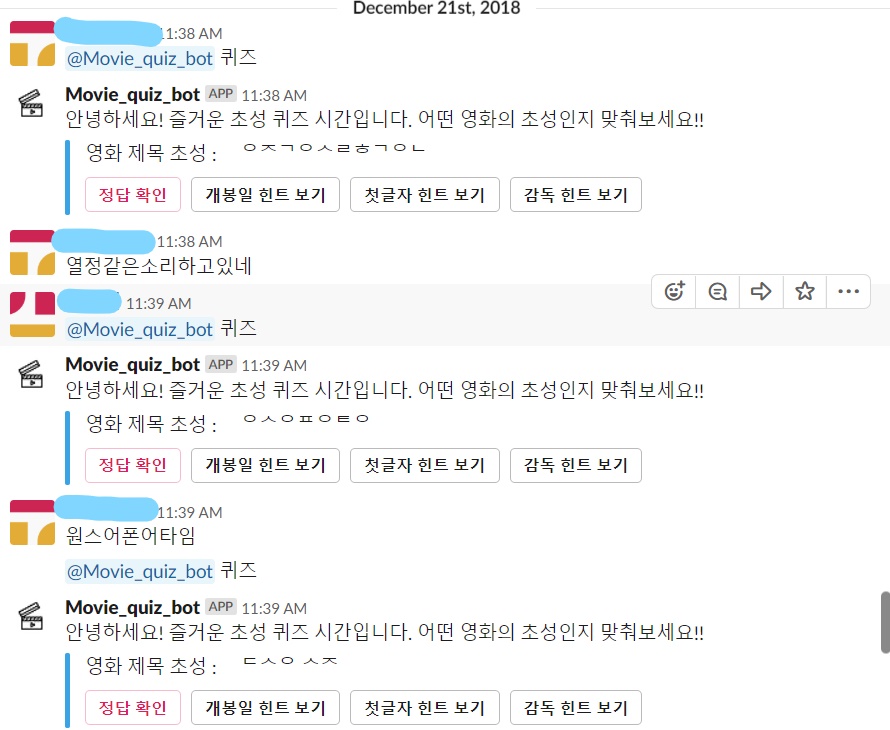 December 21st, 2018
11:38 AM
@Movie_quiz_bot 퀴즈
Movie_quiz_bot APP 11:38 AM
안녕하세요! 즐거운 초성 퀴즈 시간입니다. 어떤 영화의 초성인지 맞춰보세요!!
영화 제목 초성 : ㅇㅈㄱㅇㅅㄹㅎㄱㅇㄴ
정답 확인 개봉일 힌트 보기 첫글자 힌트 보기 감독 힌트 보기
11:38 AM
열정같은소리하고있네
11:39 AM
@Movie_quiz_bot 퀴즈
Movie_quiz_bot APP 11:39 AM
안녕하세요! 즐거운 초성 퀴즈 시간입니다. 어떤 영화의 초성인지 맞춰보세요!!
영화 제목 초성 : ㅇㅅㅇㅍㅇㅌㅇ
정답 확인 개봉일 힌트 보기 첫글자 힌트 보기 감독 힌트 보기
11:39 AM
원스어폰어타임
@Movie_quiz_bot 퀴즈
Movie_quiz_bot APP 11:39 AM
안녕하세요! 즐거운 초성 퀴즈 시간입니다. 어떤 영화의 초성인지 맞춰보세요!!
영화 제목 초성 : ㄷㅅㅇ ㅅㅈ
정답 확인 개봉일 힌트 보기 첫글자 힌트 보기 감독 힌트 보기